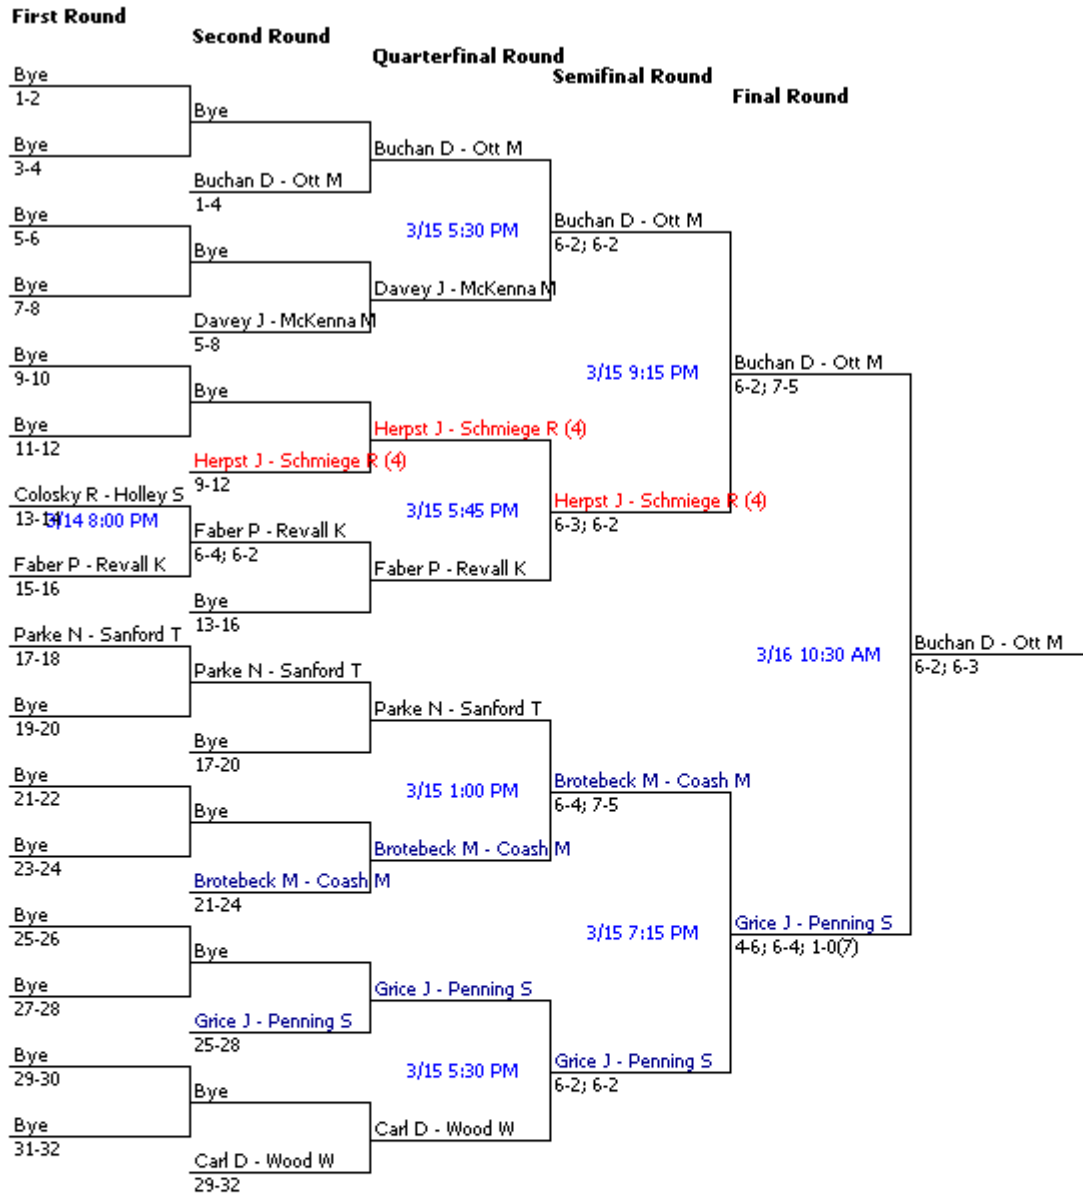 First Round
Second Round
Quarterfinal Round
Semifinal Round
Final Round
Bye
1-2
Bye
Bye
3-4
Buchan D - Ott M
Buchan D - Ott M
1-4
Bye
5-6
3/15 5:30 PM
Buchan D - Ott M
6-2; 6-2
Bye
Bye
7-8
Davey J - McKenna M
Davey J - McKenna M
5-8
Bye
9-10
3/15 9:15 PM
Buchan D - Ott M
6-2; 7-5
Bye
Bye
11-12
Herpst J - Schmiege R (4)
Herpst J - Schmiege R (4)
9-12
Colosky R - Holley S
13-14
3/14 8:00 PM
3/15 5:45 PM
Herpst J - Schmiege R (4)
6-3; 6-2
Faber P - Revall K
6-4; 6-2
Faber P - Revall K
15-16
Faber P - Revall K
Bye
13-16
Parke N - Sanford T
17-18
3/16 10:30 AM
Buchan D - Ott M
6-2; 6-3
Parke N - Sanford T
Bye
19-20
Parke N - Sanford T
Bye
17-20
Bye
21-22
3/15 1:00 PM
Brotebeck M - Coash M
6-4; 7-5
Bye
Bye
23-24
Brotebeck M - Coash M
Brotebeck M - Coash M
21-24
Bye
25-26
3/15 7:15 PM
Grice J - Penning S
4-6; 6-4; 1-0(7)
Bye
Bye
27-28
Grice J - Penning S
Grice J - Penning S
25-28
Bye
29-30
3/15 5:30 PM
Grice J - Penning S
6-2; 6-2
Bye
Bye
31-32
Carl D - Wood W
Carl D - Wood W
29-32